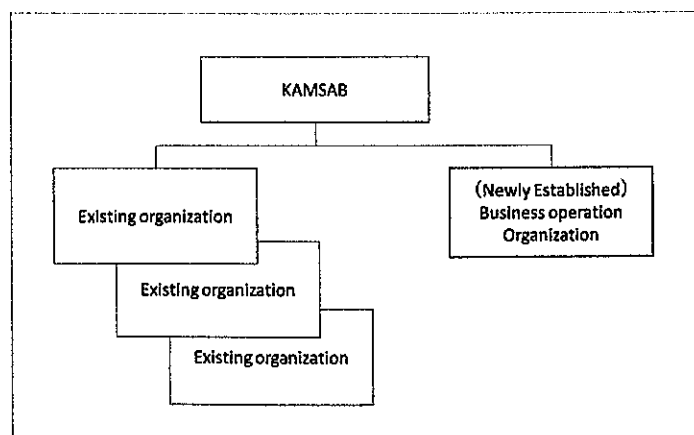 KAMSAB
Existing organization
Existing organization
Existing organization
(Newly Established)
Business operation
Organization